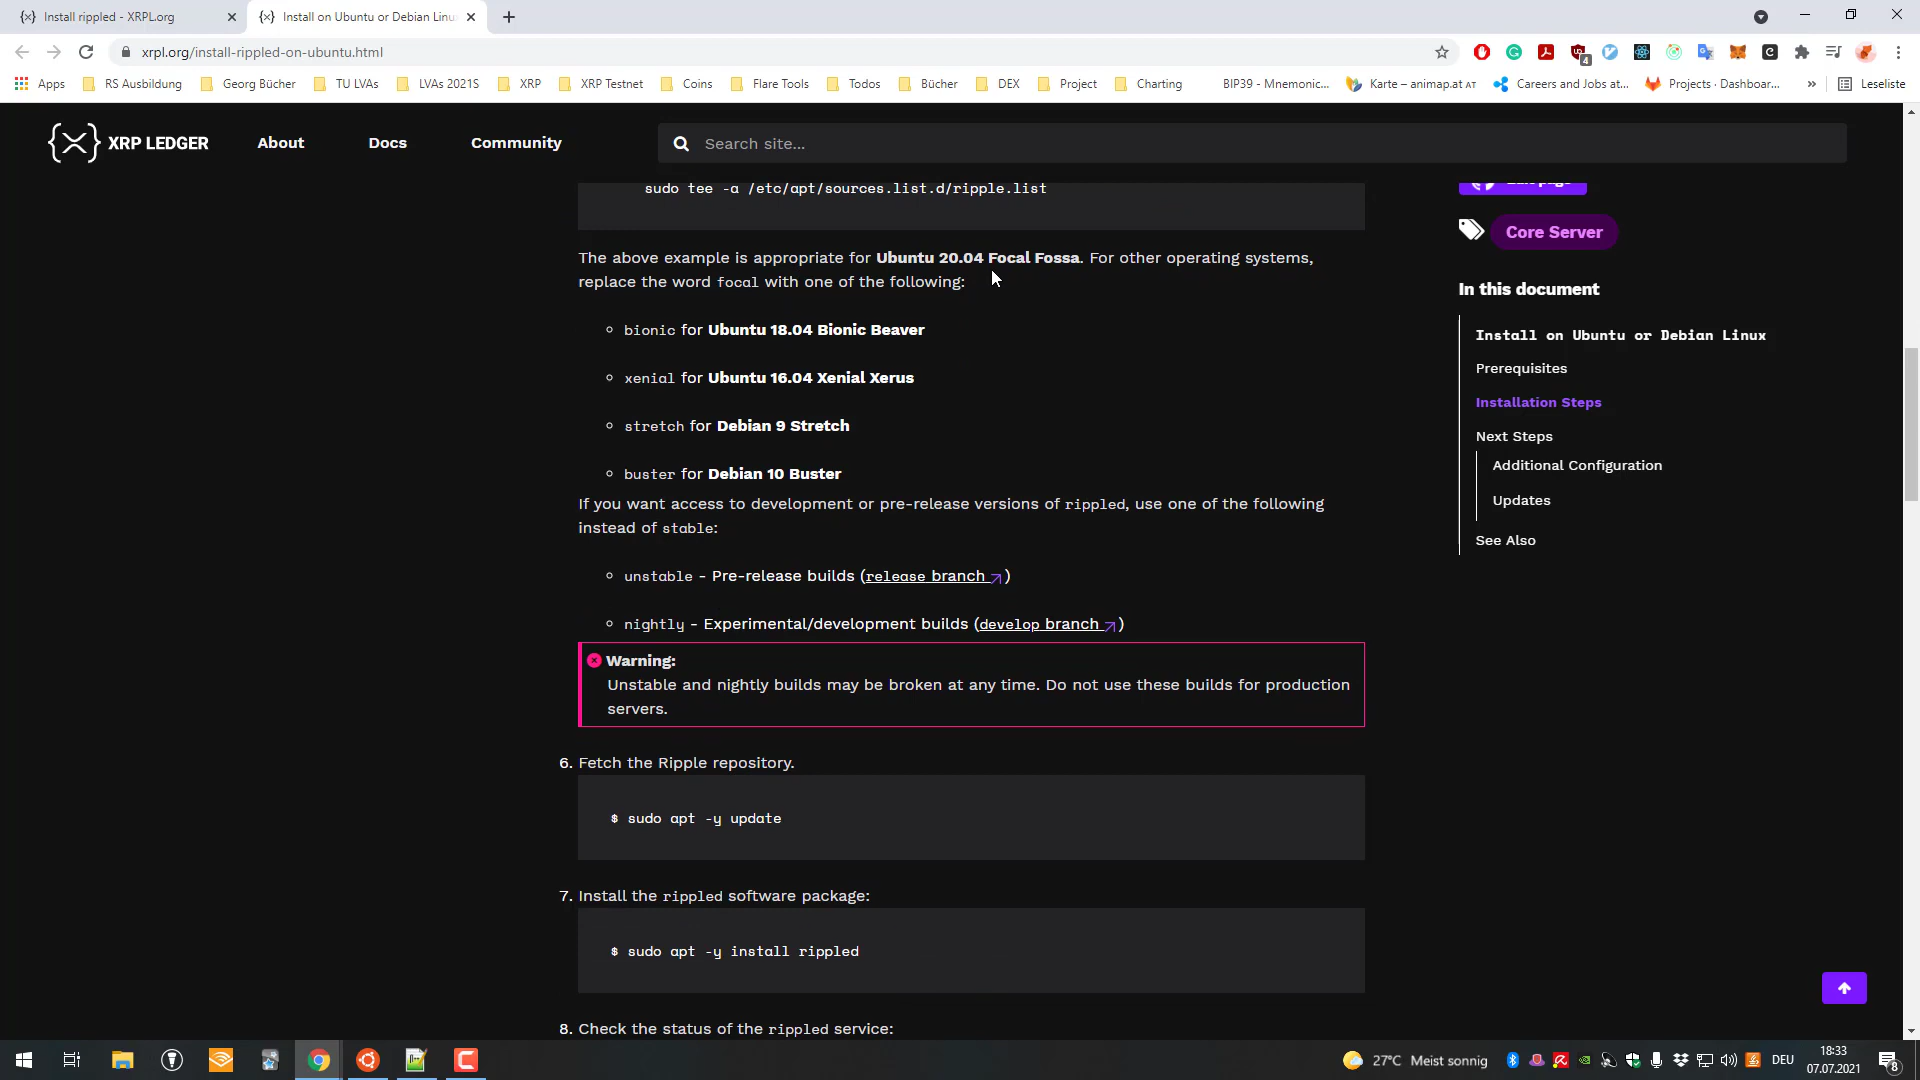 Install rippled - XRPL.org
Install on Ubuntu or Debian Linu
xrpl.org/install-rippled-on-ubuntu.html
4
Apps
RS Ausbildung
Georg Bücher
TU LVAs
LVAs 2021S
XRP
XRP Testnet
Coins
Flare Tools
Todos
Bücher
DEX
Project
Charting
BIP39 - Mnemonic...
Karte – animap.at AT
Careers and Jobs at...
Projects · Dashboar...
»
Leseliste
XRP LEDGER
About
Docs
Community
Search site...
sudo tee -a /etc/apt/sources.list.d/ripple.list
The above example is appropriate for Ubuntu 20.04 Focal Fossa. For other operating systems,
replace the word focal with one of the following:
bionic for Ubuntu 18.04 Bionic Beaver
xenial for Ubuntu 16.04 Xenial Xerus
stretch for Debian 9 Stretch
buster for Debian 10 Buster
If you want access to development or pre-release versions of rippled, use one of the following
instead of stable:
unstable - Pre-release builds (release branch)
nightly - Experimental/development builds (develop branch)
Warning:
Unstable and nightly builds may be broken at any time. Do not use these builds for production
servers.
6. Fetch the Ripple repository.
$ sudo apt -y update
7. Install the rippled software package:
$ sudo apt -y install rippled
8. Check the status of the rippled service:
Core Server
In this document
Install on Ubuntu or Debian Linux
Prerequisites
Installation Steps
Next Steps
Additional Configuration
Updates
See Also
27°C Meist sonnig
DEU
18:33
07.07.2021
8